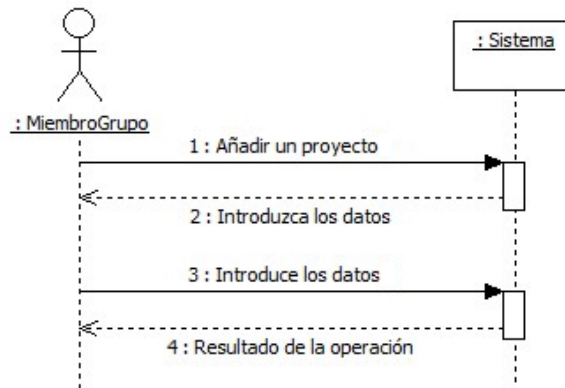 : Sistema
: MiembroGrupo
1 : Añadir un proyecto
2 : Introduzca los datos
3 : Introduce los datos
4 : Resultado de la operación